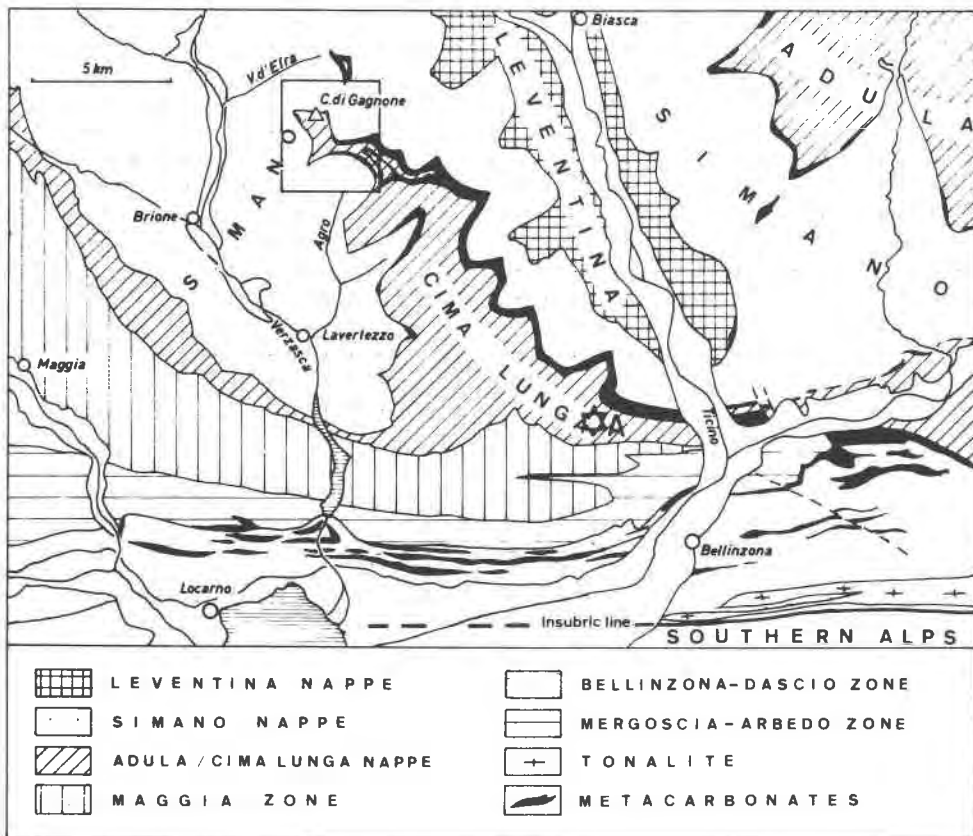 Biasca
5 km
V.d'Efra
C.di Gagnone
LEVENTINA
SIMANO
ADULA
SIMANO
Brione
Agro
Verzasca
Lavertezzo
CIMA LUNGA
A
Maggia
Ticino
Bellinzona
Locarno
Insubric line
SOUTHERN ALPS
LEVENTINA NAPPE
SIMANO NAPPE
ADULA / CIMA LUNGA NAPPE
MAGGIA ZONE
BELLINZONA-DASCIO ZONE
MERGOSCIA-ARBEDO ZONE
TONALITE
METACARBONATES